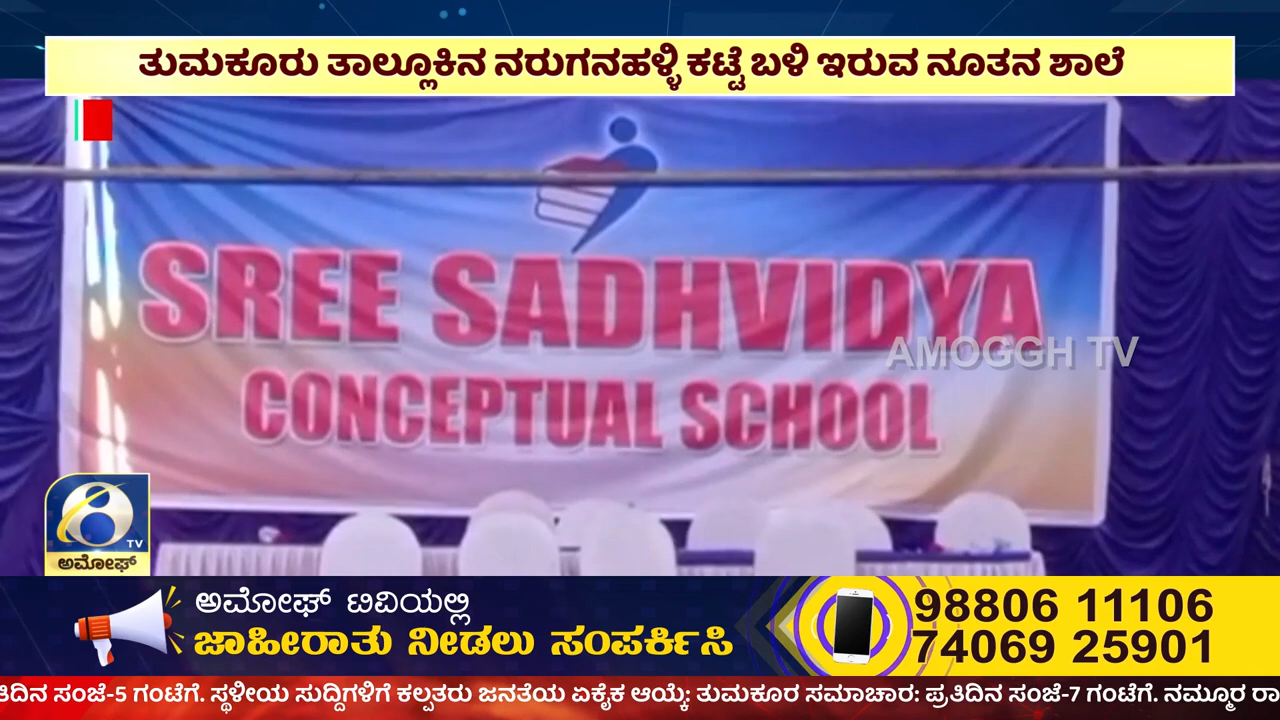 ತುಮಕೂರು ತಾಲ್ಲೂಕಿನ ನರುಗನಹಳ್ಳಿ ಕಟ್ಟೆ ಬಳಿ ಇರುವ ನೂತನ ಶಾಲೆ
SREE SADHVIDYA
AMOGGH TV
CONCEPTUAL SCHOOL
TV
ಅಮೋಘ್
ಅಮೋಘ್ ಟಿವಿಯಲ್ಲಿ
ಜಾಹೀರಾತು ನೀಡಲು ಸಂಪರ್ಕಿಸಿ
98806 11106
74069 25901
ಸಂಜೆ-5 ಗಂಟೆಗೆ. ಸ್ಥಳೀಯ ಸುದ್ದಿಗಳಿಗೆ ಕಲ್ಪತರು ಜನತೆಯ ಏಕೈಕ ಆಯ್ಕೆ: ತುಮಕೂರ ಸಮಾಚಾರ: ಪ್ರತಿದಿನ ಸಂಜೆ-7 ಗಂಟೆಗೆ. ನಮ್ಮೂರ